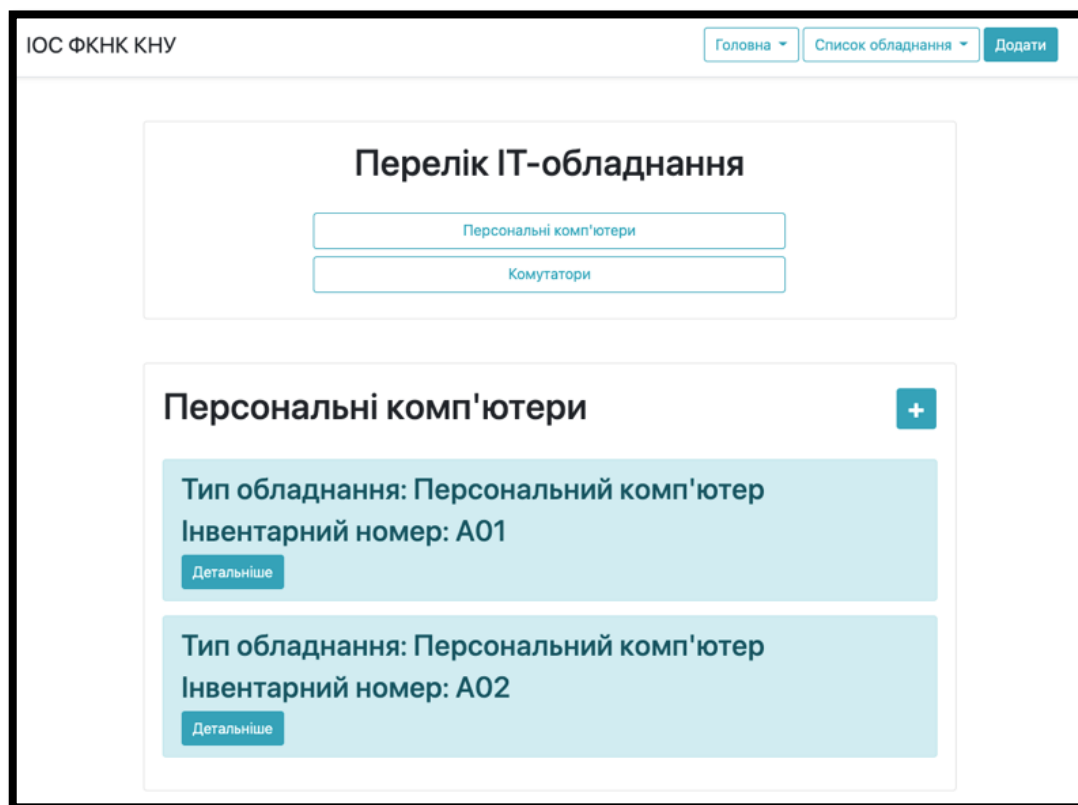 ІОС ФКНК КНУ
Головна
Список обладнання
Додати
Перелік ІТ-обладнання
Персональні комп'ютери
Комутатори
Персональні комп'ютери
+
Тип обладнання: Персональний комп'ютер
Інвентарний номер: А01
Детальніше
Тип обладнання: Персональний комп'ютер
Інвентарний номер: А02
Детальніше